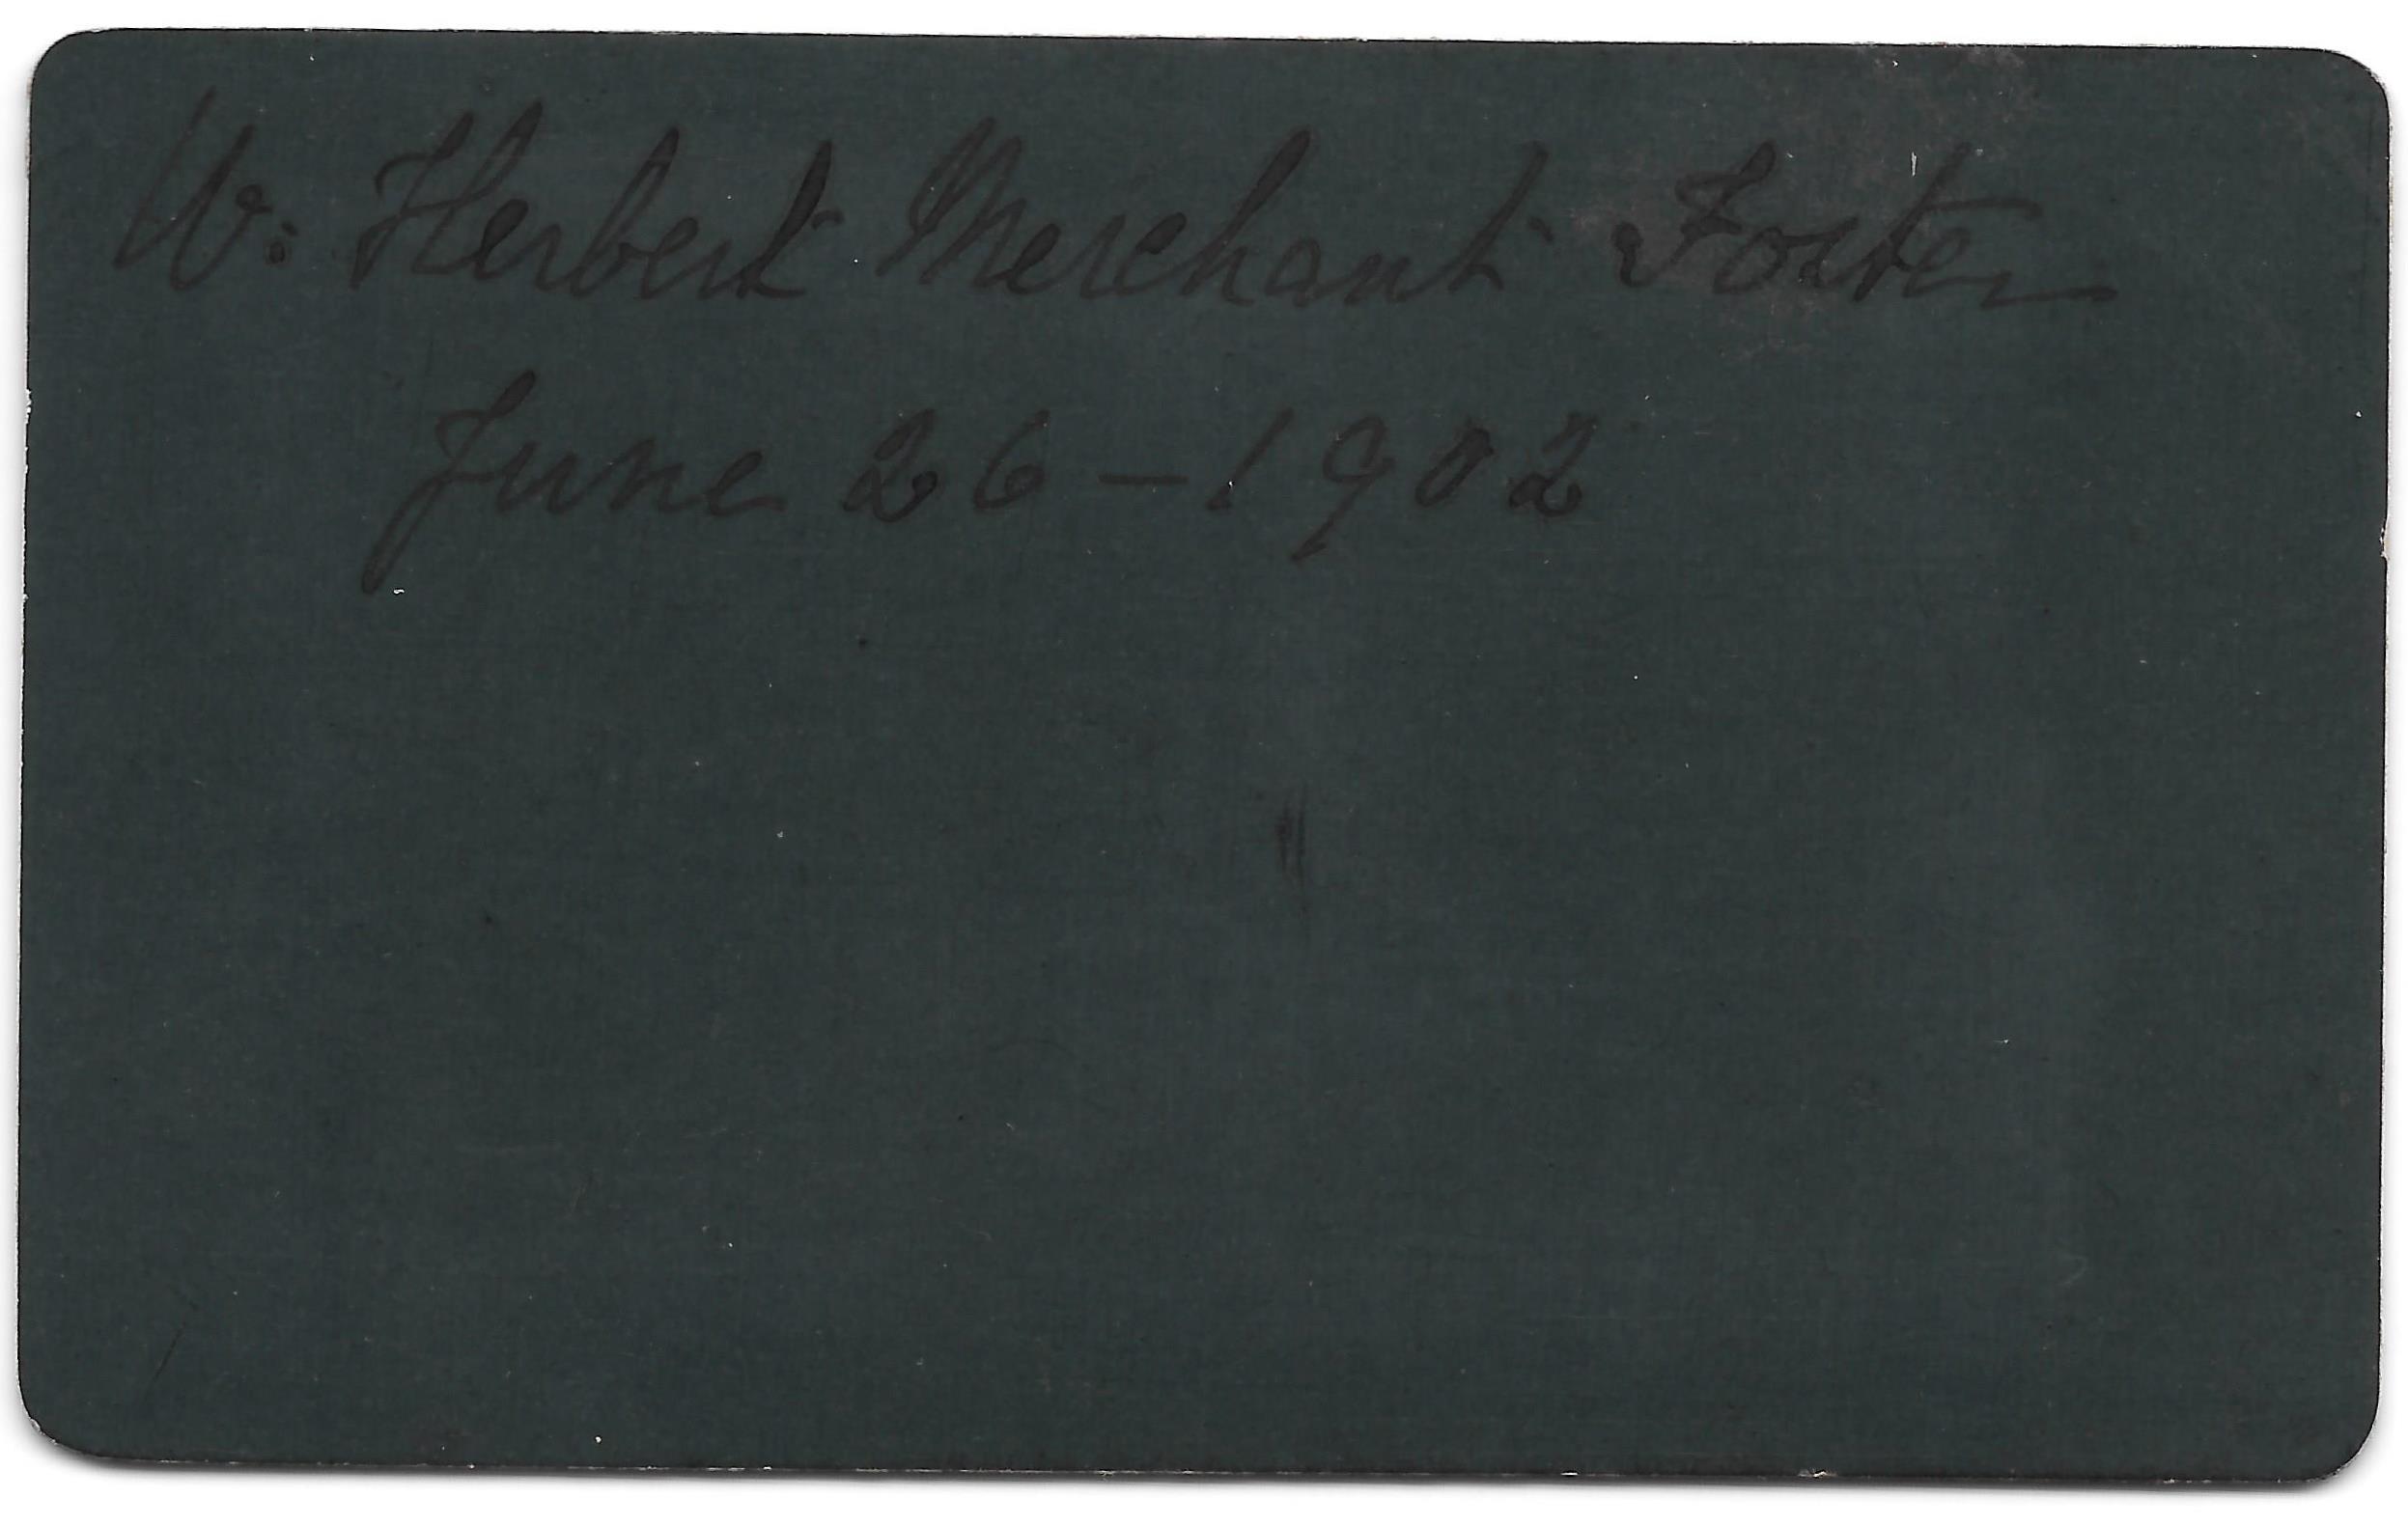 W: Herbert Merchant Foster
June 26 - 1902